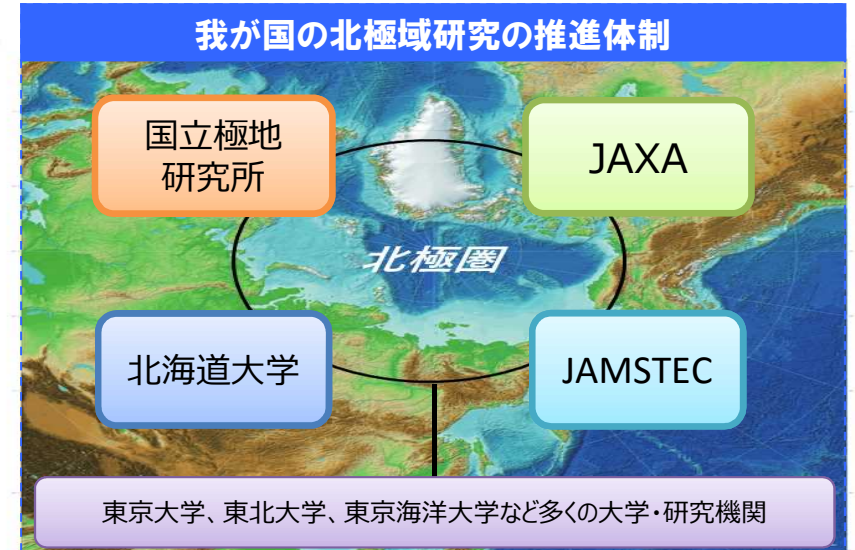 我が国の北極域研究の推進体制
国立極地
研究所
JAXA
北極圏
北海道大学
JAMSTEC
東京大学、東北大学、東京海洋大学など多くの大学・研究機関